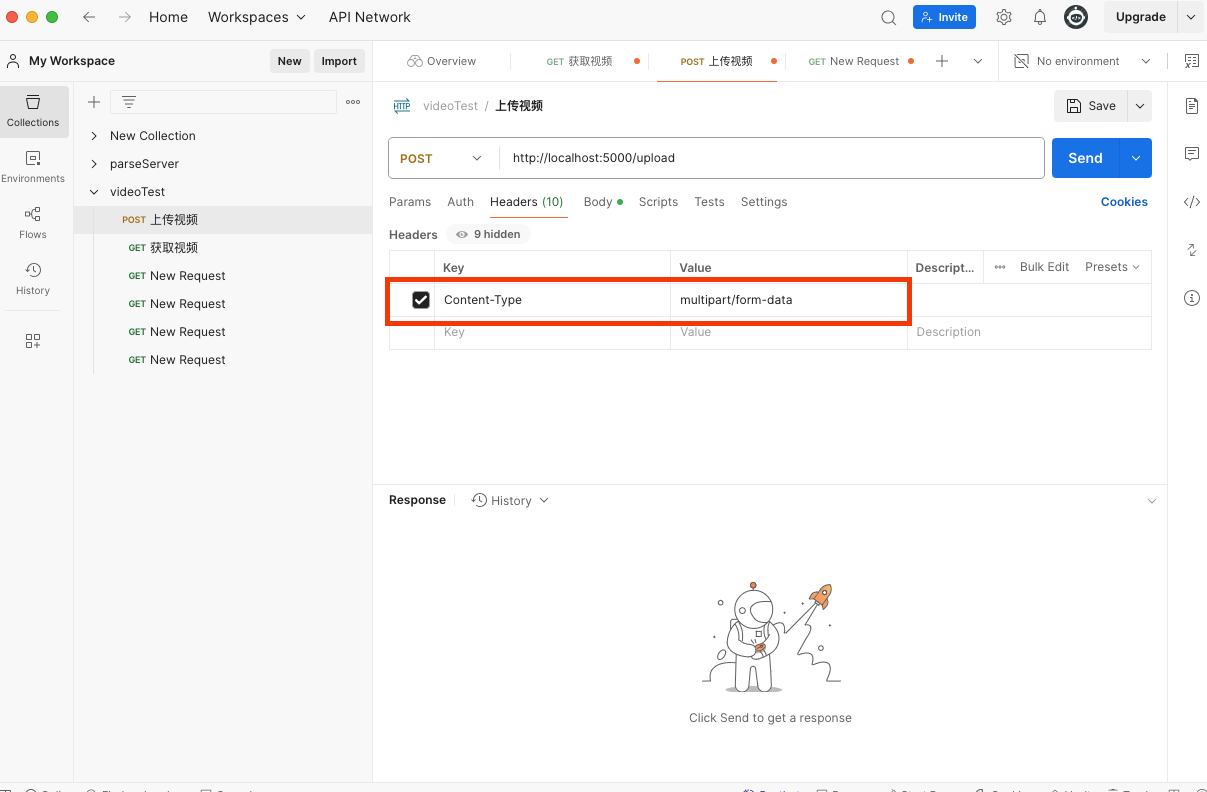 Home Workspaces API Network Invite Upgrade
My Workspace New Import Overview GET 获取视频 POST 上传视频 GET New Request No environment
Collections
Environments
Flows
History
New Collection
parseServer
videoTest
POST 上传视频
GET 获取视频
GET New Request
GET New Request
GET New Request
GET New Request
HTTP videoTest / 上传视频 Save
POST http://localhost:5000/upload Send
Params Auth Headers (10) Body Scripts Tests Settings Cookies
Headers 9 hidden
Key Value Descript... Bulk Edit Presets
Content-Type multipart/form-data
Key Value Description
Response History
Click Send to get a response